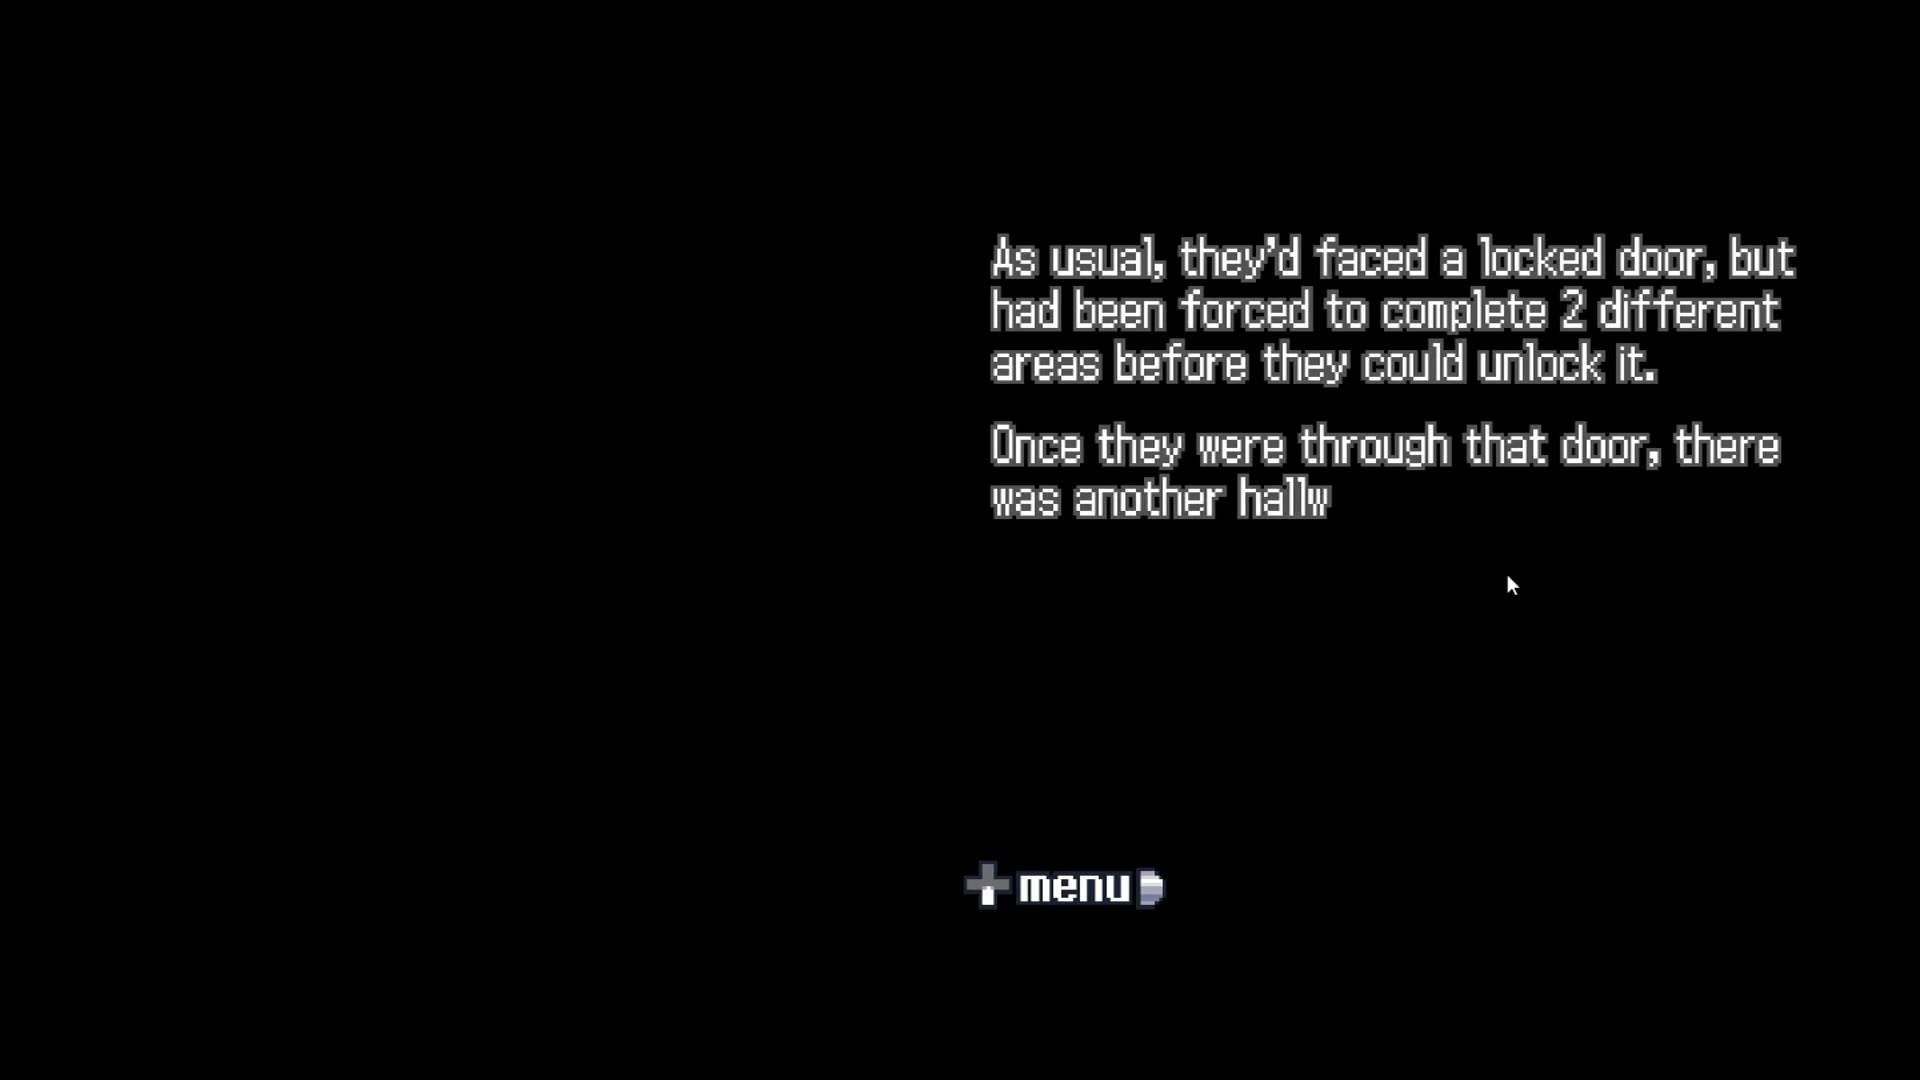 As usual, they'd faced a locked door, but
had been forced to complete 2 different
areas before they could unlock it.
Once they were through that door, there
was another hallw
menu